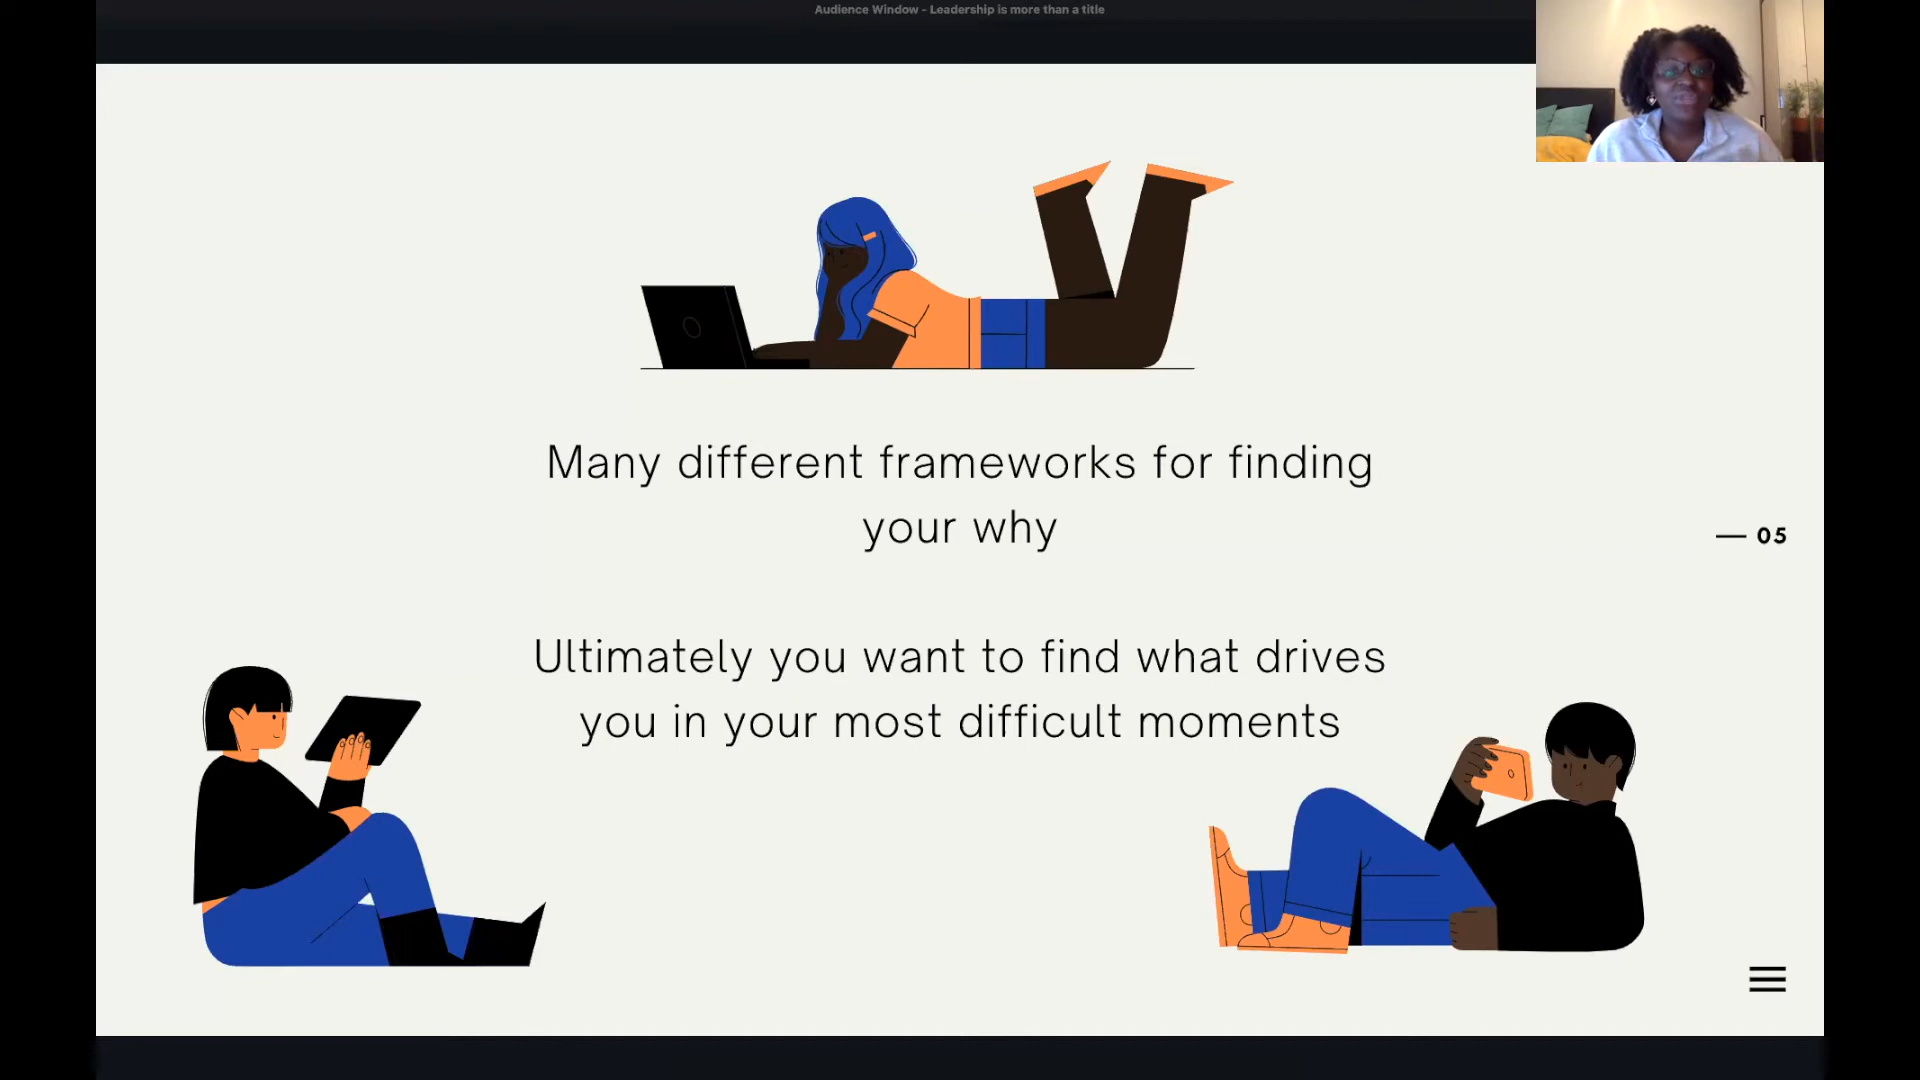 Audience Window - Leadership is more than a title
Many different frameworks for finding
your why
— 05
Ultimately you want to find what drives
you in your most difficult moments